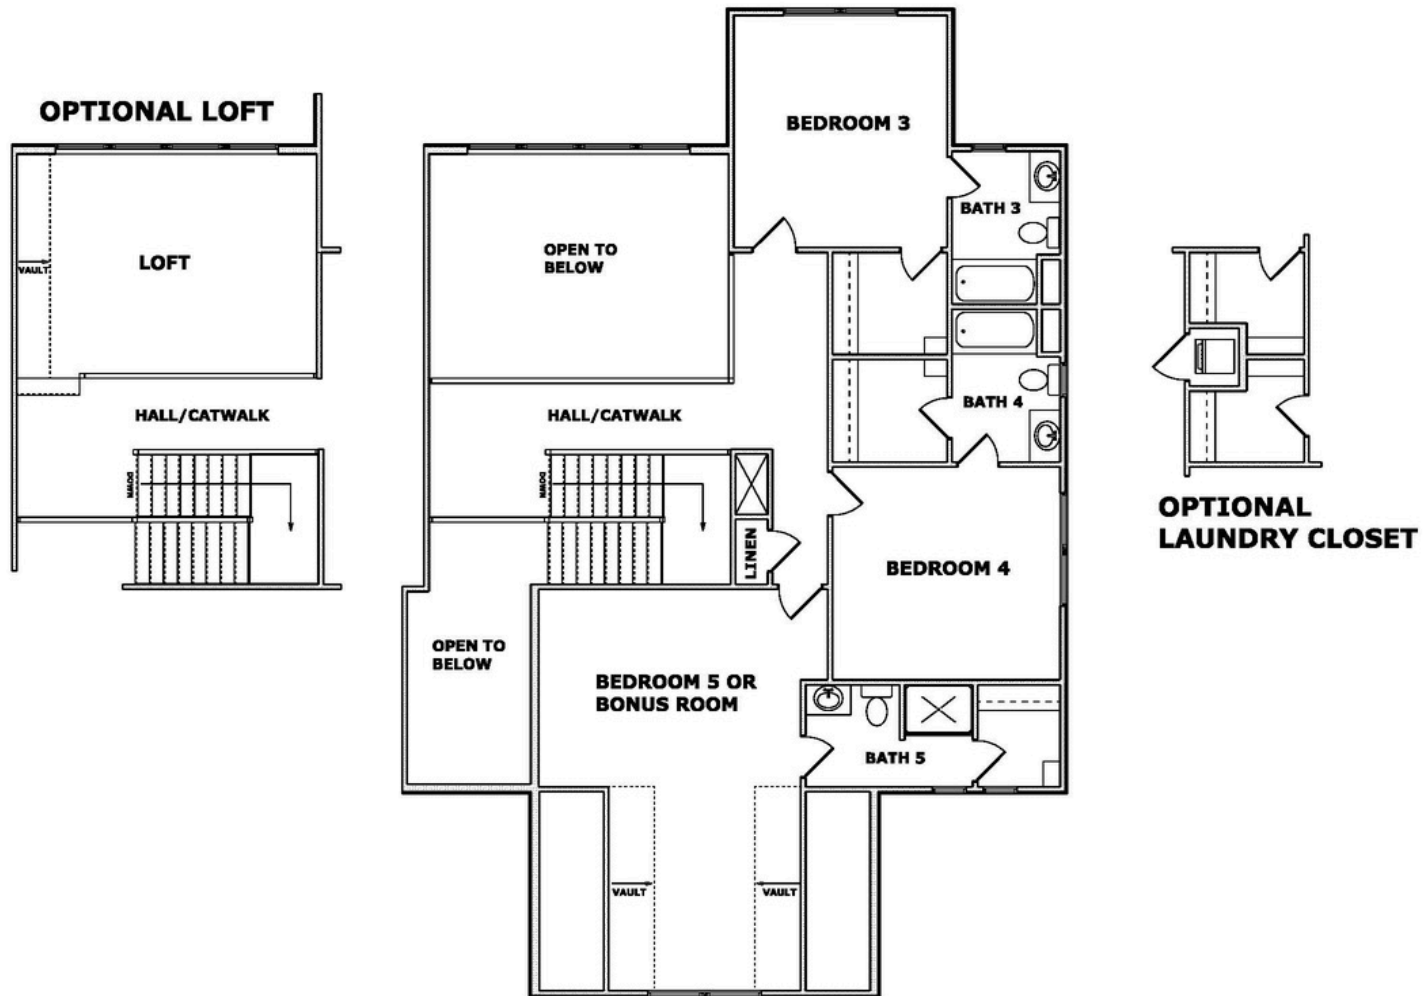 OPTIONAL LOFT
LOFT
VAULT
HALL/CATWALK
DOWN
BEDROOM 3
BATH 3
OPEN TO
BELOW
HALL/CATWALK
DOWN
BATH 4
LINEN
BEDROOM 4
OPEN TO
BELOW
BEDROOM 5 OR
BONUS ROOM
BATH 5
VAULT
VAULT
OPTIONAL
LAUNDRY CLOSET